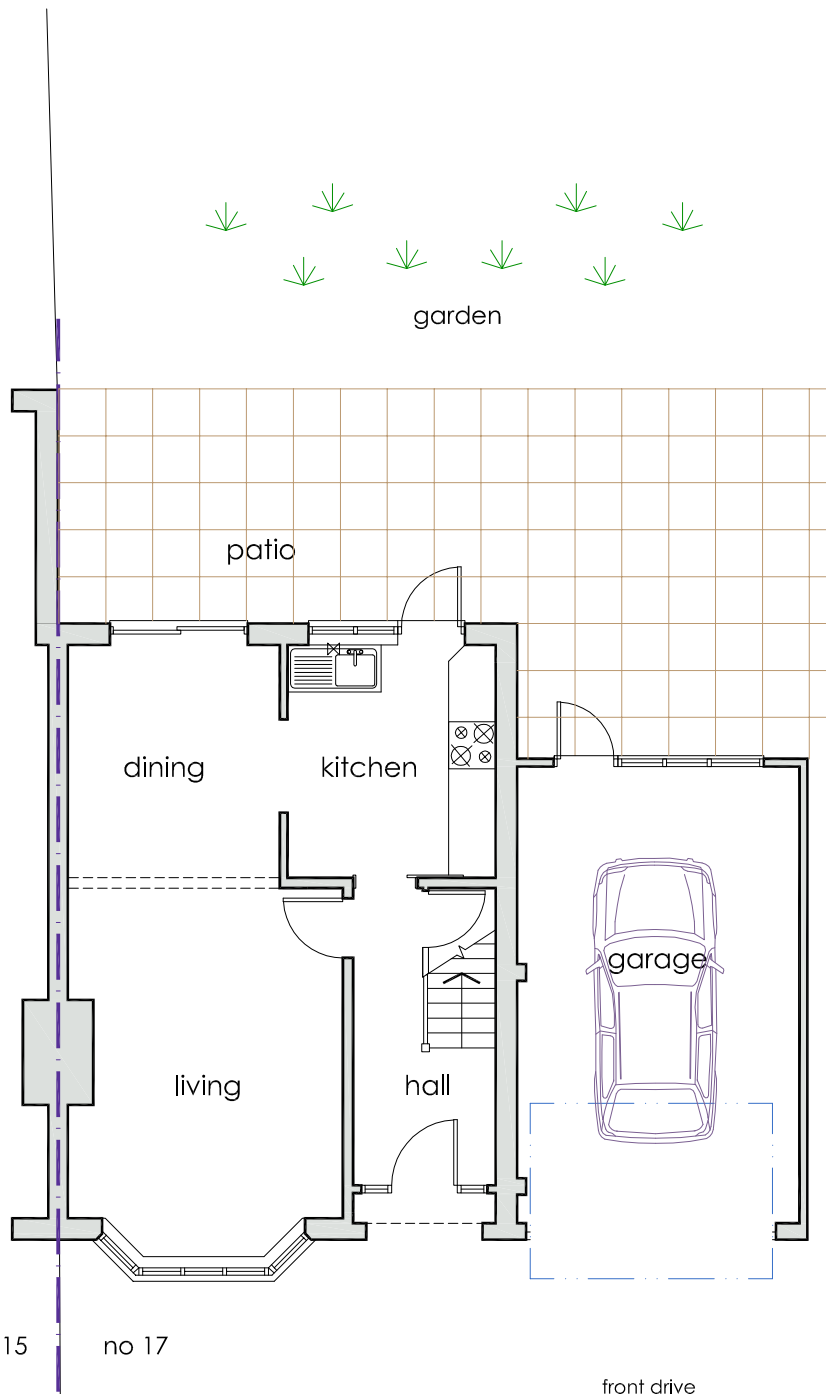 garden
patio
dining
kitchen
garage
living
hall
15
no 17
front drive